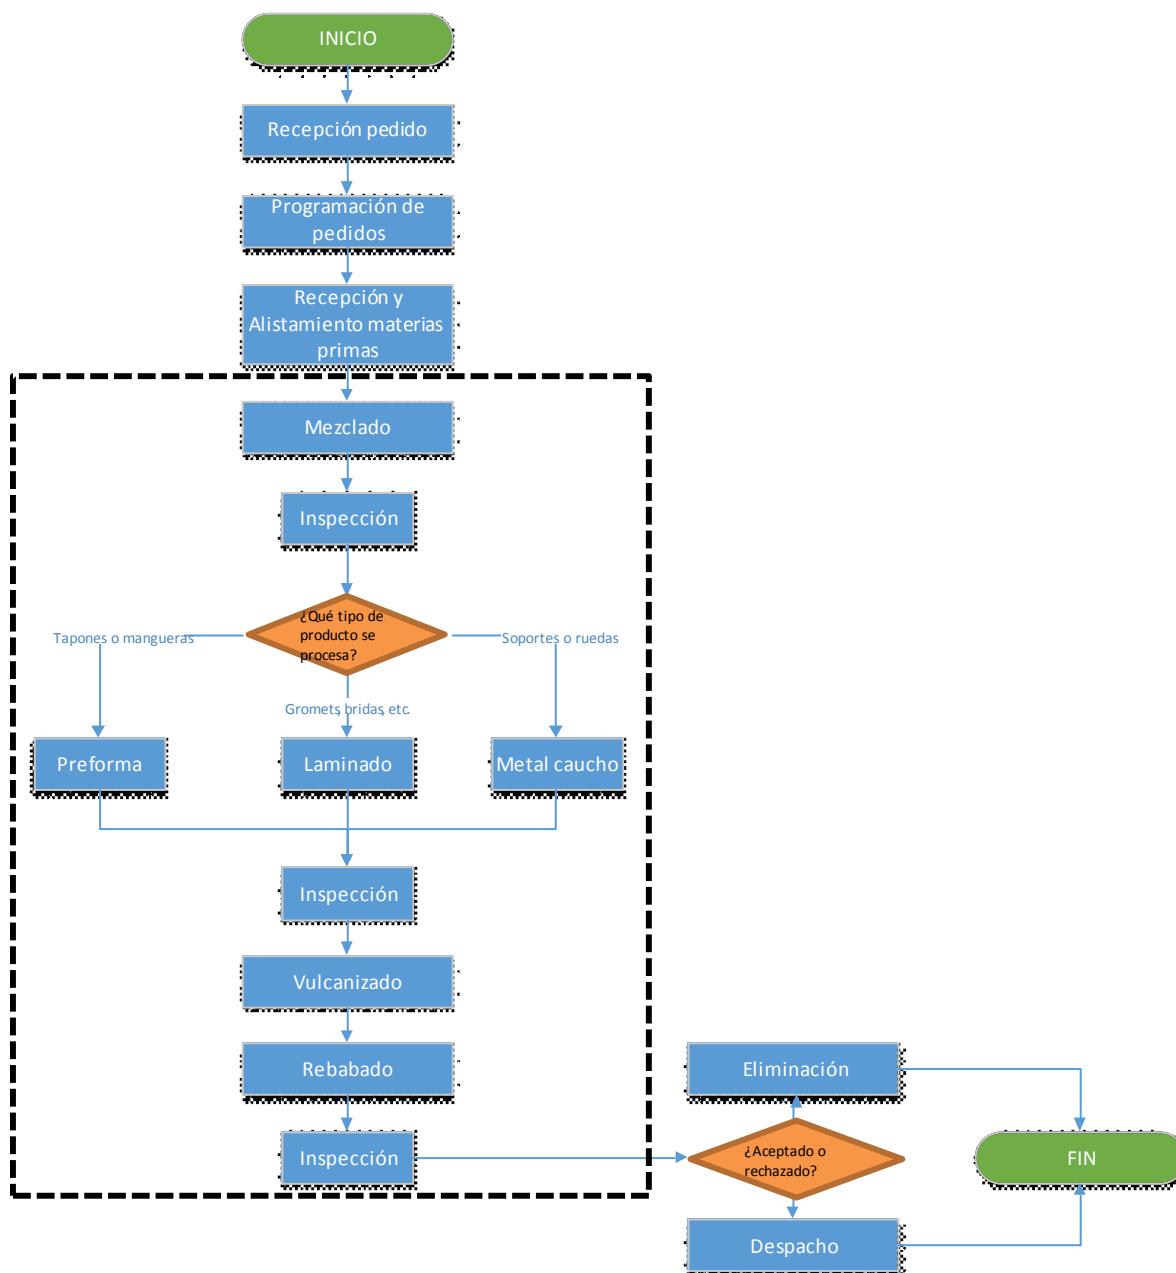 INICIO
Recepción pedido
Programación de
pedidos
Recepción y
Alistamiento materias
primas
Mezclado
Inspección
¿Qué tipo de
producto se
procesa?
Tapones o mangueras
Soportes o ruedas
Gromets, bridas, etc.
Preforma
Laminado
Metal caucho
Inspección
Vulcanizado
Rebabado
Inspección
Eliminación
¿Aceptado o
rechazado?
FIN
Despacho